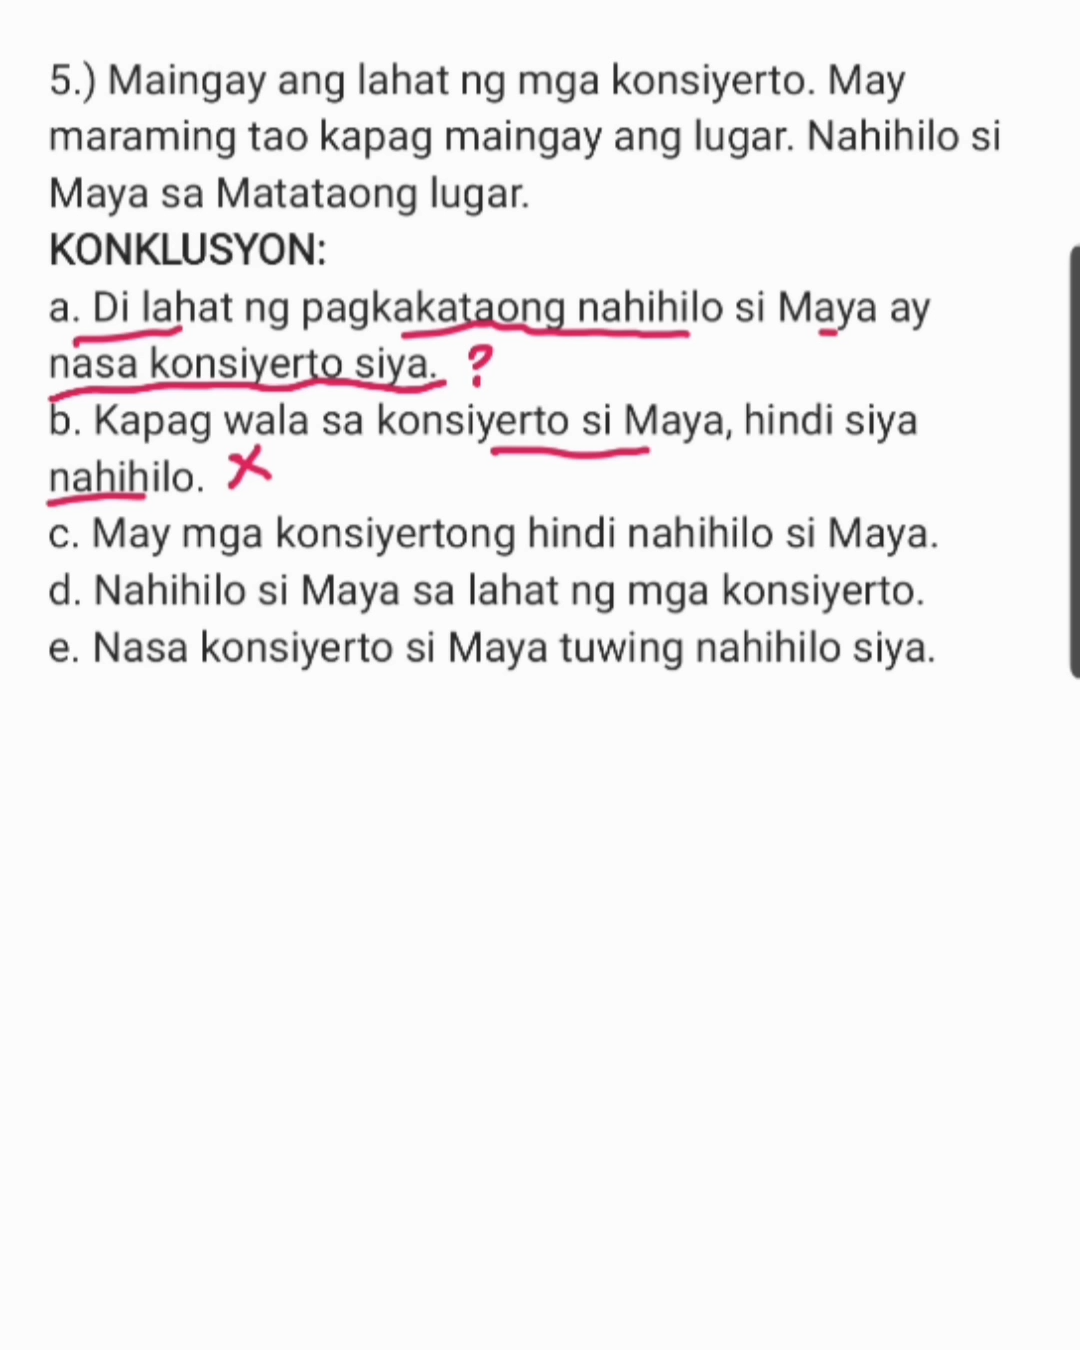 5.) Maingay ang lahat ng mga konsiyerto. May
maraming tao kapag maingay ang lugar. Nahihilo si
Maya sa Matataong lugar.
KONKLUSYON:
a. Di lahat ng pagkakataong nahihilo si Maya ay
nasa konsiyerto siya. ?
b. Kapag wala sa konsiyerto si Maya, hindi siya
nahihilo. X
c. May mga konsiyertong hindi nahihilo si Maya.
d. Nahihilo si Maya sa lahat ng mga konsiyerto.
e. Nasa konsiyerto si Maya tuwing nahihilo siya.